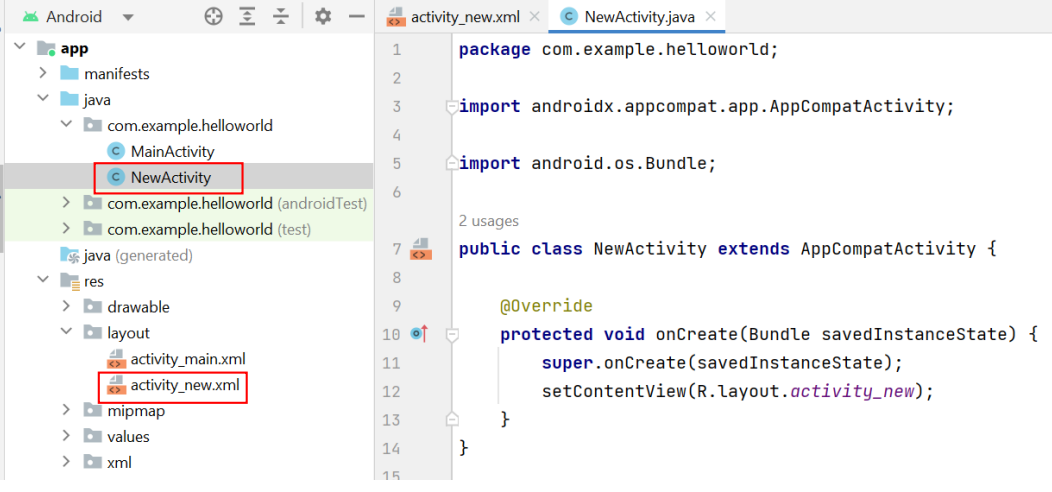 Android
app
manifests
java
com.example.helloworld
MainActivity
NewActivity
com.example.helloworld (androidTest)
com.example.helloworld (test)
java (generated)
res
drawable
layout
activity_main.xml
activity_new.xml
mipmap
values
xml
activity_new.xml NewActivity.java
1 package com.example.helloworld;
2
3 import androidx.appcompat.app.AppCompatActivity;
4
5 import android.os.Bundle;
6
2 usages
7 public class NewActivity extends AppCompatActivity {
8
9 @Override
10 protected void onCreate(Bundle savedInstanceState) {
11 super.onCreate(savedInstanceState);
12 setContentView(R.layout.activity_new);
13 }
14 }
15